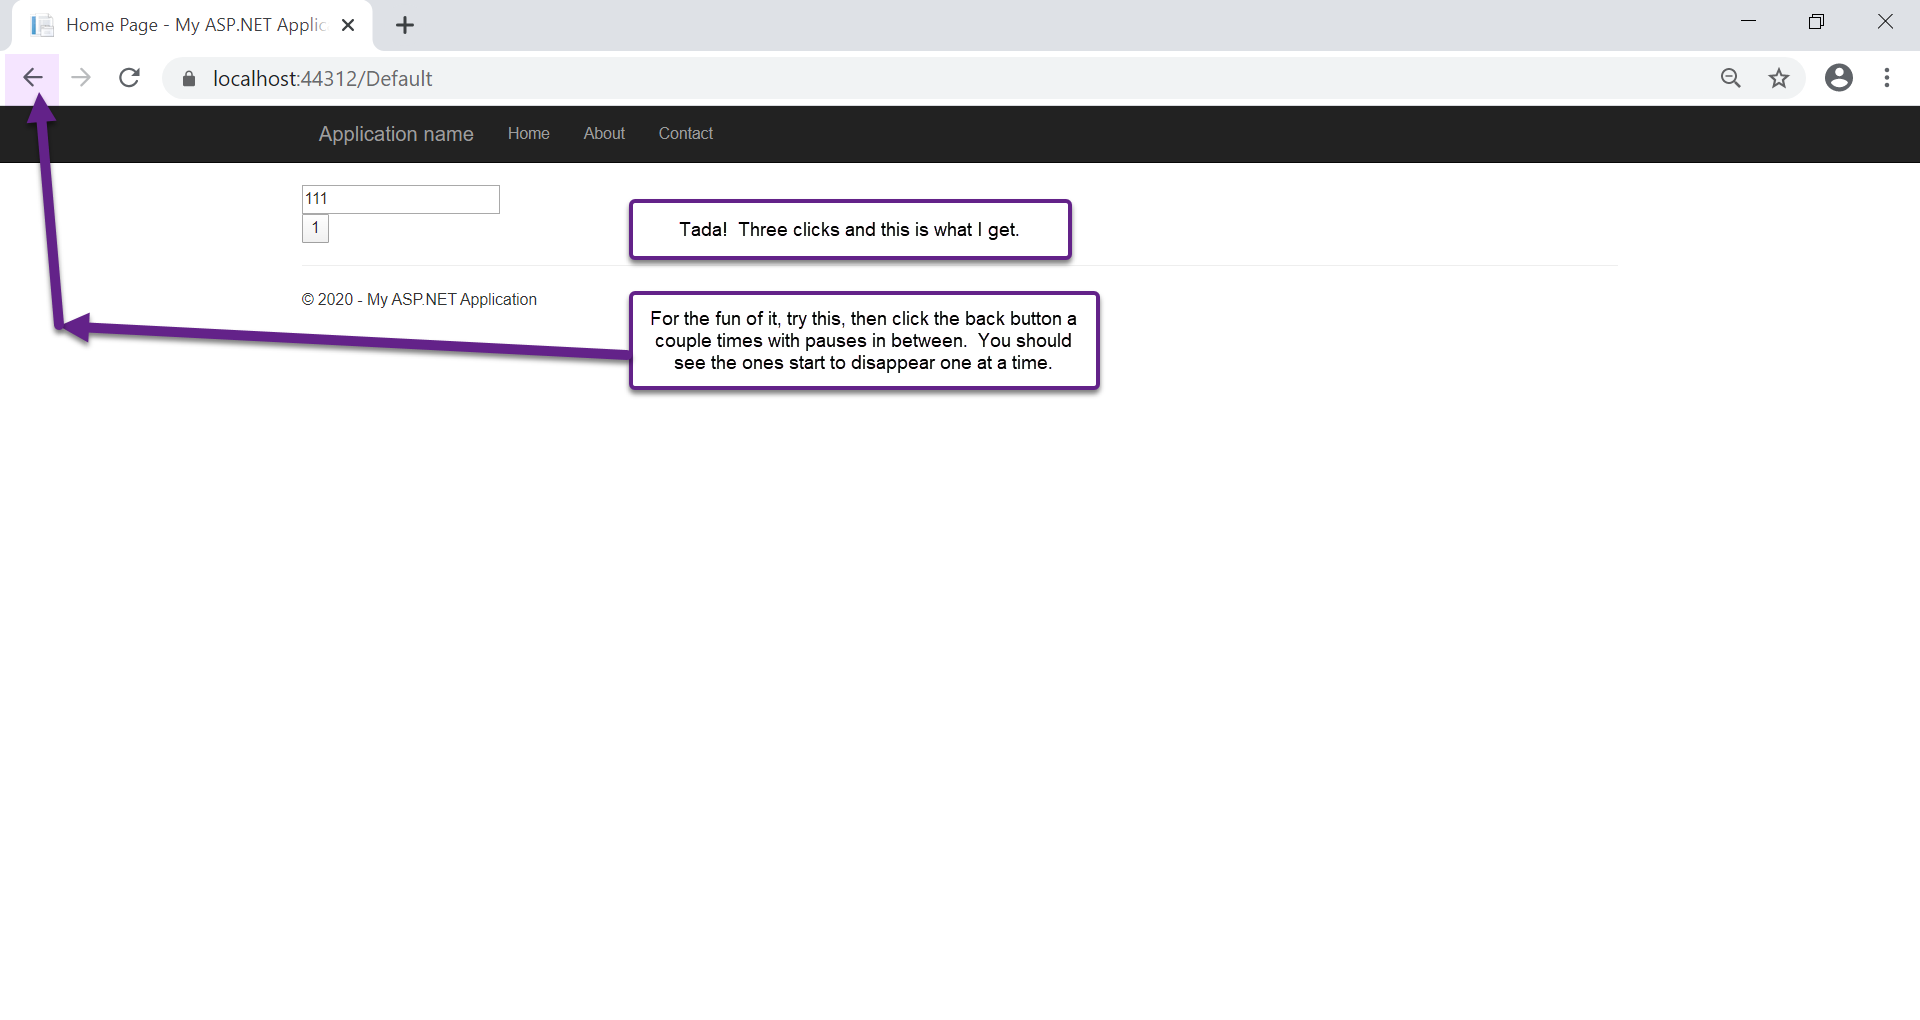 Home Page - My ASP.NET Applic
localhost:44312/Default
Application name Home About Contact
111
1
Tada!  Three clicks and this is what I get.
© 2020 - My ASP.NET Application
For the fun of it, try this, then click the back button a
couple times with pauses in between.  You should
see the ones start to disappear one at a time.